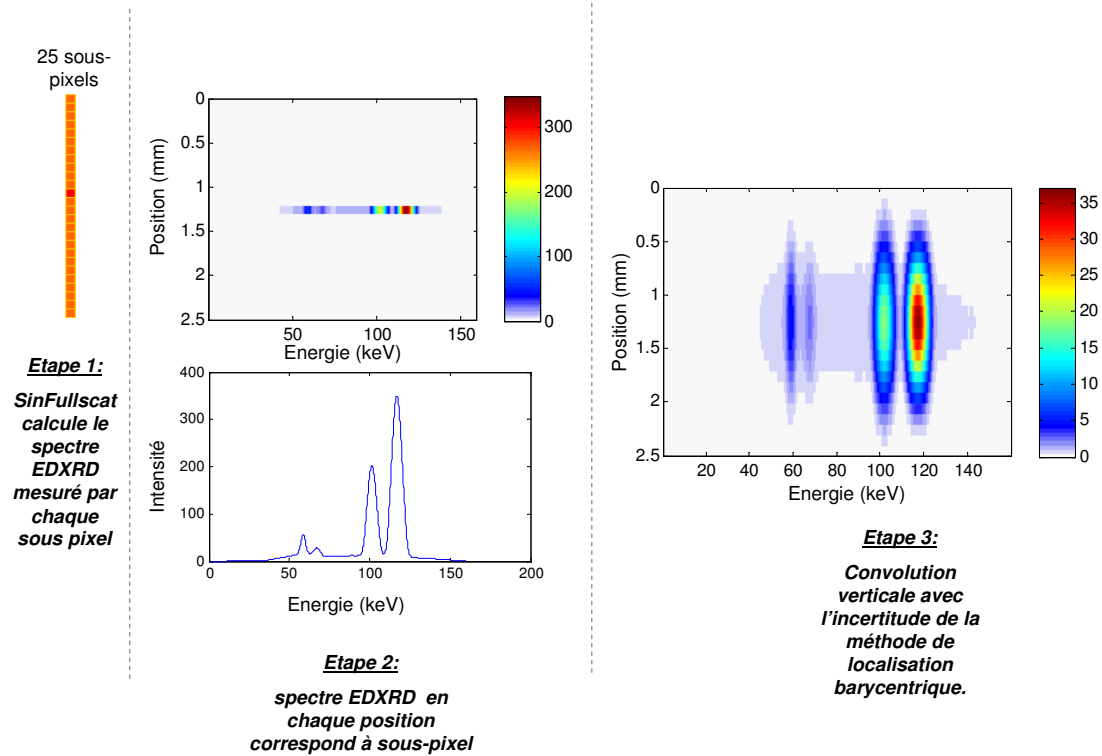 25 sous-
pixels
Etape 1:
SinFullscat
calcule le
spectre
EDXRD
mesuré par
chaque
sous pixel
0
0.5
1
1.5
2
2.5
Position (mm)
50
100
150
Energie (keV)
300
200
100
0
400
300
200
100
0
Intensité
0
50
100
150
200
Energie (keV)
Etape 2:
spectre EDXRD en
chaque position
correspond à sous-pixel
0
0.5
1
1.5
2
2.5
Position (mm)
20
40
60
80
100
120
140
Energie (keV)
35
30
25
20
15
10
5
0
Etape 3:
Convolution
verticale avec
l'incertitude de la
méthode de
localisation
barycentrique.